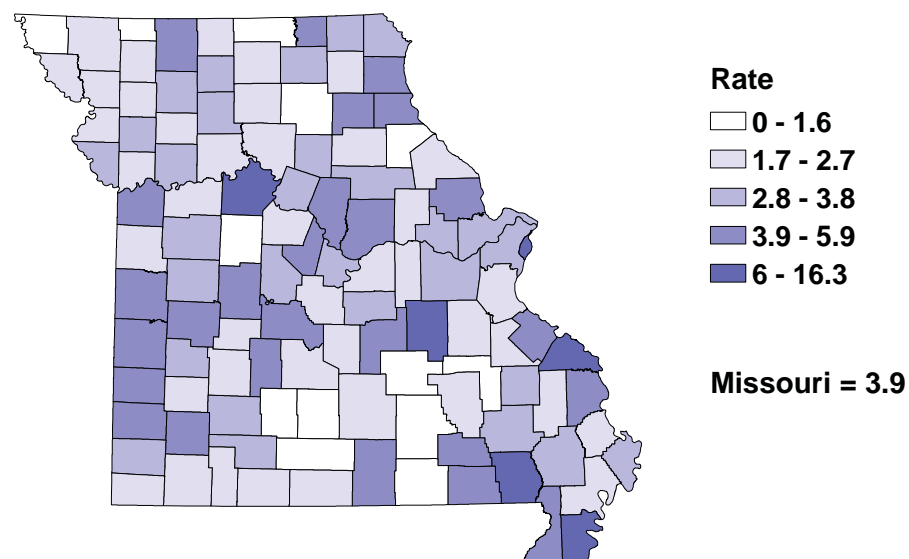 Rate
0 - 1.6
1.7 - 2.7
2.8 - 3.8
3.9 - 5.9
6 - 16.3
Missouri = 3.9